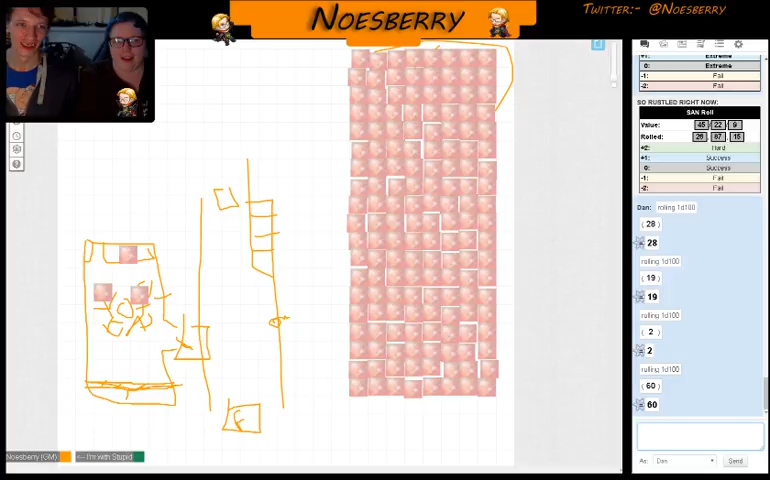 NOESBERRY
TWITTER:- @NOESBERRY
+1: Extreme
0: Extreme
-1: Fail
-2: Fail
SO RUSTLED RIGHT NOW:
SAN Roll
Value: 45 22 9
Rolled: 26 87 15
+2: Hard
+1: Success
0: Success
-1: Fail
-2: Fail
Dan: rolling 1d100
(28)
28
rolling 1d100
(19)
19
rolling 1d100
(2)
2
rolling 1d100
(60)
60
Noesberry (GM)
<-- I'm with Stupid
As: Dan Send